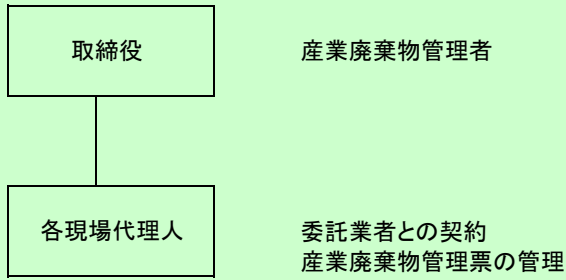 取締役
産業廃棄物管理者
各現場代理人
委託業者との契約
産業廃棄物管理票の管理